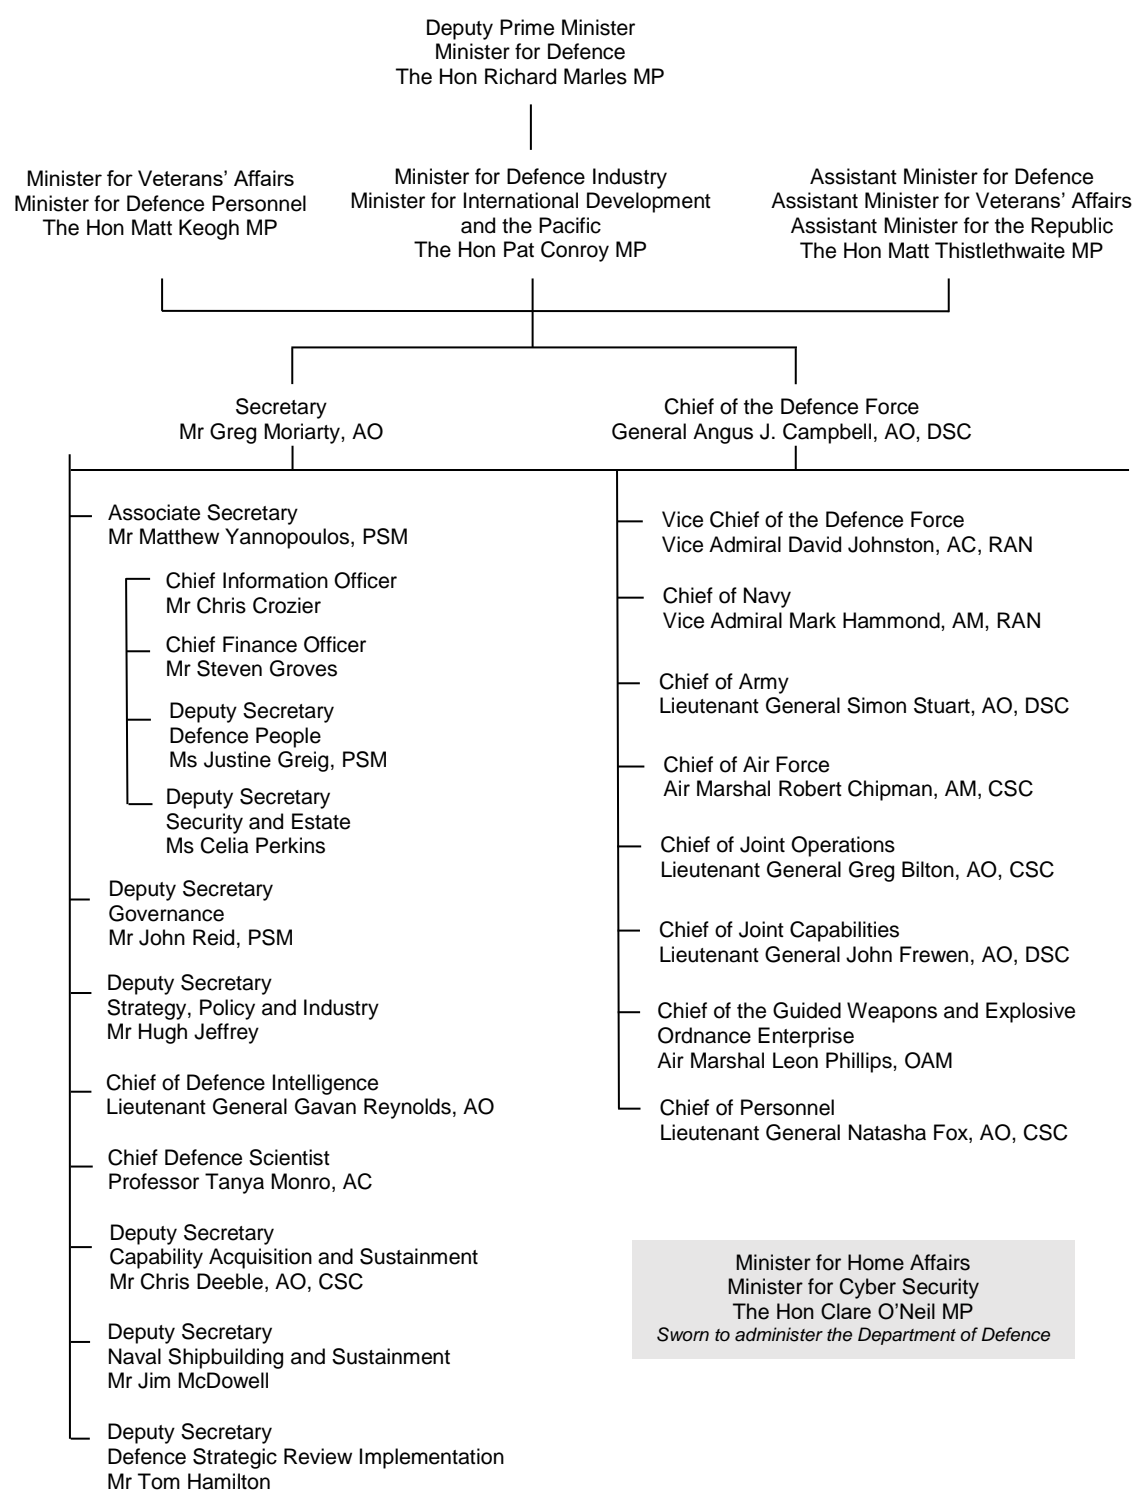 Deputy Prime Minister
Minister for Defence
The Hon Richard Marles MP
Minister for Veterans’ Affairs
Minister for Defence Personnel
The Hon Matt Keogh MP
Minister for Defence Industry
Minister for International Development
and the Pacific
The Hon Pat Conroy MP
Assistant Minister for Defence
Assistant Minister for Veterans’ Affairs
Assistant Minister for the Republic
The Hon Matt Thistlethwaite MP
Secretary
Mr Greg Moriarty, AO
Chief of the Defence Force
General Angus J. Campbell, AO, DSC
Associate Secretary
Mr Matthew Yannopoulos, PSM
Chief Information Officer
Mr Chris Crozier
Chief Finance Officer
Mr Steven Groves
Deputy Secretary
Defence People
Ms Justine Greig, PSM
Deputy Secretary
Security and Estate
Ms Celia Perkins
Deputy Secretary
Governance
Mr John Reid, PSM
Deputy Secretary
Strategy, Policy and Industry
Mr Hugh Jeffrey
Chief of Defence Intelligence
Lieutenant General Gavan Reynolds, AO
Chief Defence Scientist
Professor Tanya Monro, AC
Deputy Secretary
Capability Acquisition and Sustainment
Mr Chris Deeble, AO, CSC
Deputy Secretary
Naval Shipbuilding and Sustainment
Mr Jim McDowell
Deputy Secretary
Defence Strategic Review Implementation
Mr Tom Hamilton
Vice Chief of the Defence Force
Vice Admiral David Johnston, AC, RAN
Chief of Navy
Vice Admiral Mark Hammond, AM, RAN
Chief of Army
Lieutenant General Simon Stuart, AO, DSC
Chief of Air Force
Air Marshal Robert Chipman, AM, CSC
Chief of Joint Operations
Lieutenant General Greg Bilton, AO, CSC
Chief of Joint Capabilities
Lieutenant General John Frewen, AO, DSC
Chief of the Guided Weapons and Explosive
Ordnance Enterprise
Air Marshal Leon Phillips, OAM
Chief of Personnel
Lieutenant General Natasha Fox, AO, CSC
Minister for Home Affairs
Minister for Cyber Security
The Hon Clare O’Neil MP
Sworn to administer the Department of Defence